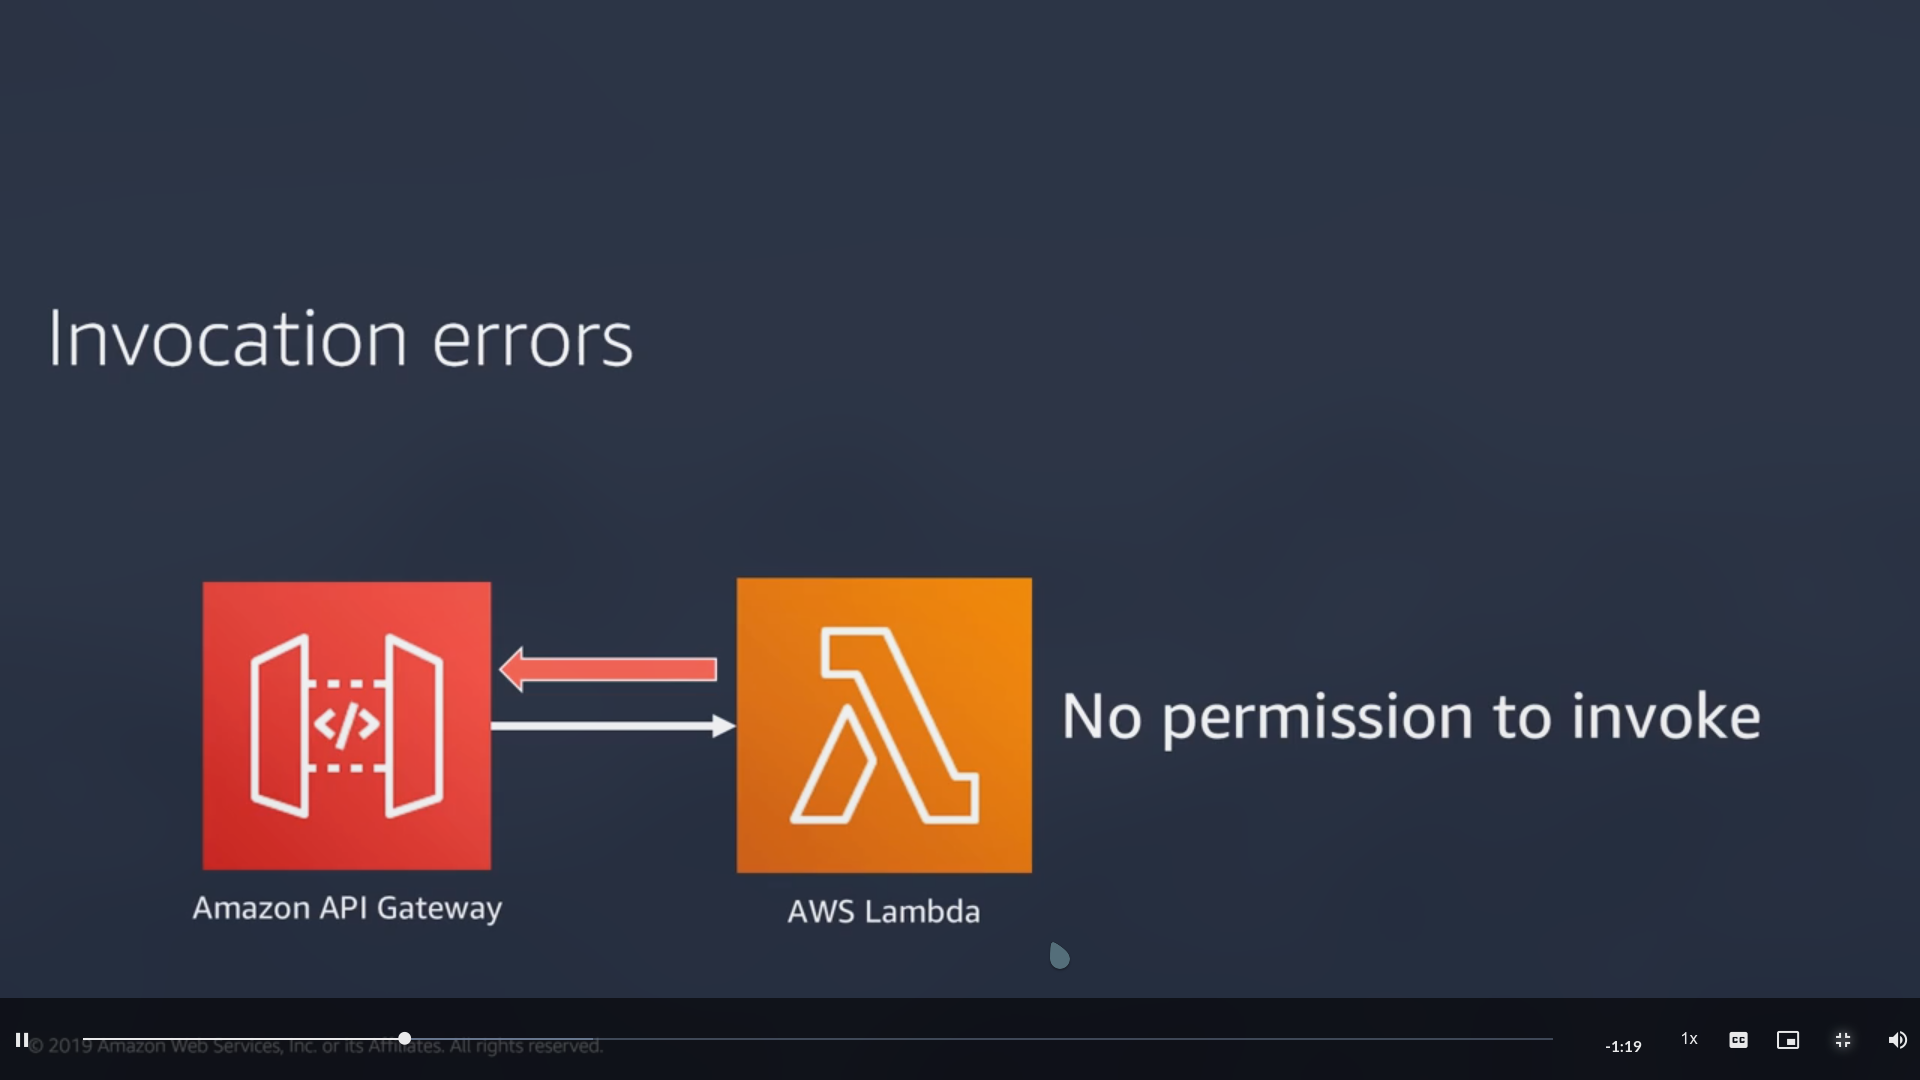 Invocation errors
</>
No permission to invoke
Amazon API Gateway
AWS Lambda
© 2019 Amazon Web Services, Inc. or its Affiliates. All rights reserved.
-1:19
1x
CC